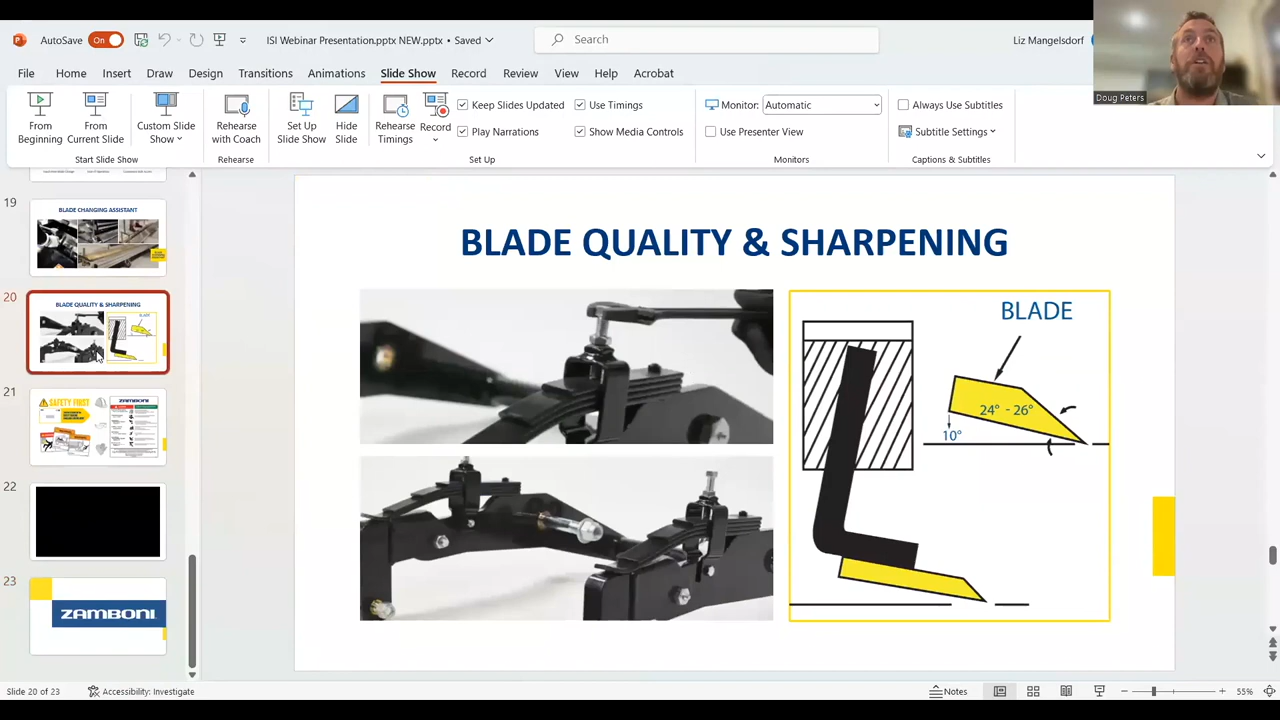 AutoSave
On
ISI Webinar Presentation.pptx NEW.pptx • Saved
Search
Liz Mangelsdorf
Doug Peters
File Home Insert Draw Design Transitions Animations Slide Show Record Review View Help Acrobat
From Beginning
From Current Slide
Custom Slide Show
Rehearse with Coach
Set Up Slide Show
Hide Slide
Rehearse Timings
Record
Keep Slides Updated
Use Timings
Play Narrations
Show Media Controls
Monitor: Automatic
Use Presenter View
Always Use Subtitles
Subtitle Settings
Start Slide Show
Rehearse
Set Up
Monitors
Captions & Subtitles
19
BLADE CHANGING ASSISTANT
20
BLADE QUALITY & SHARPENING
BLADE
21
SAFETY FIRST
ZAMBONI
22
23
ZAMBONI
BLADE QUALITY & SHARPENING
BLADE
24° - 26°
10°
Slide 20 of 23
Accessibility: Investigate
Notes
55%